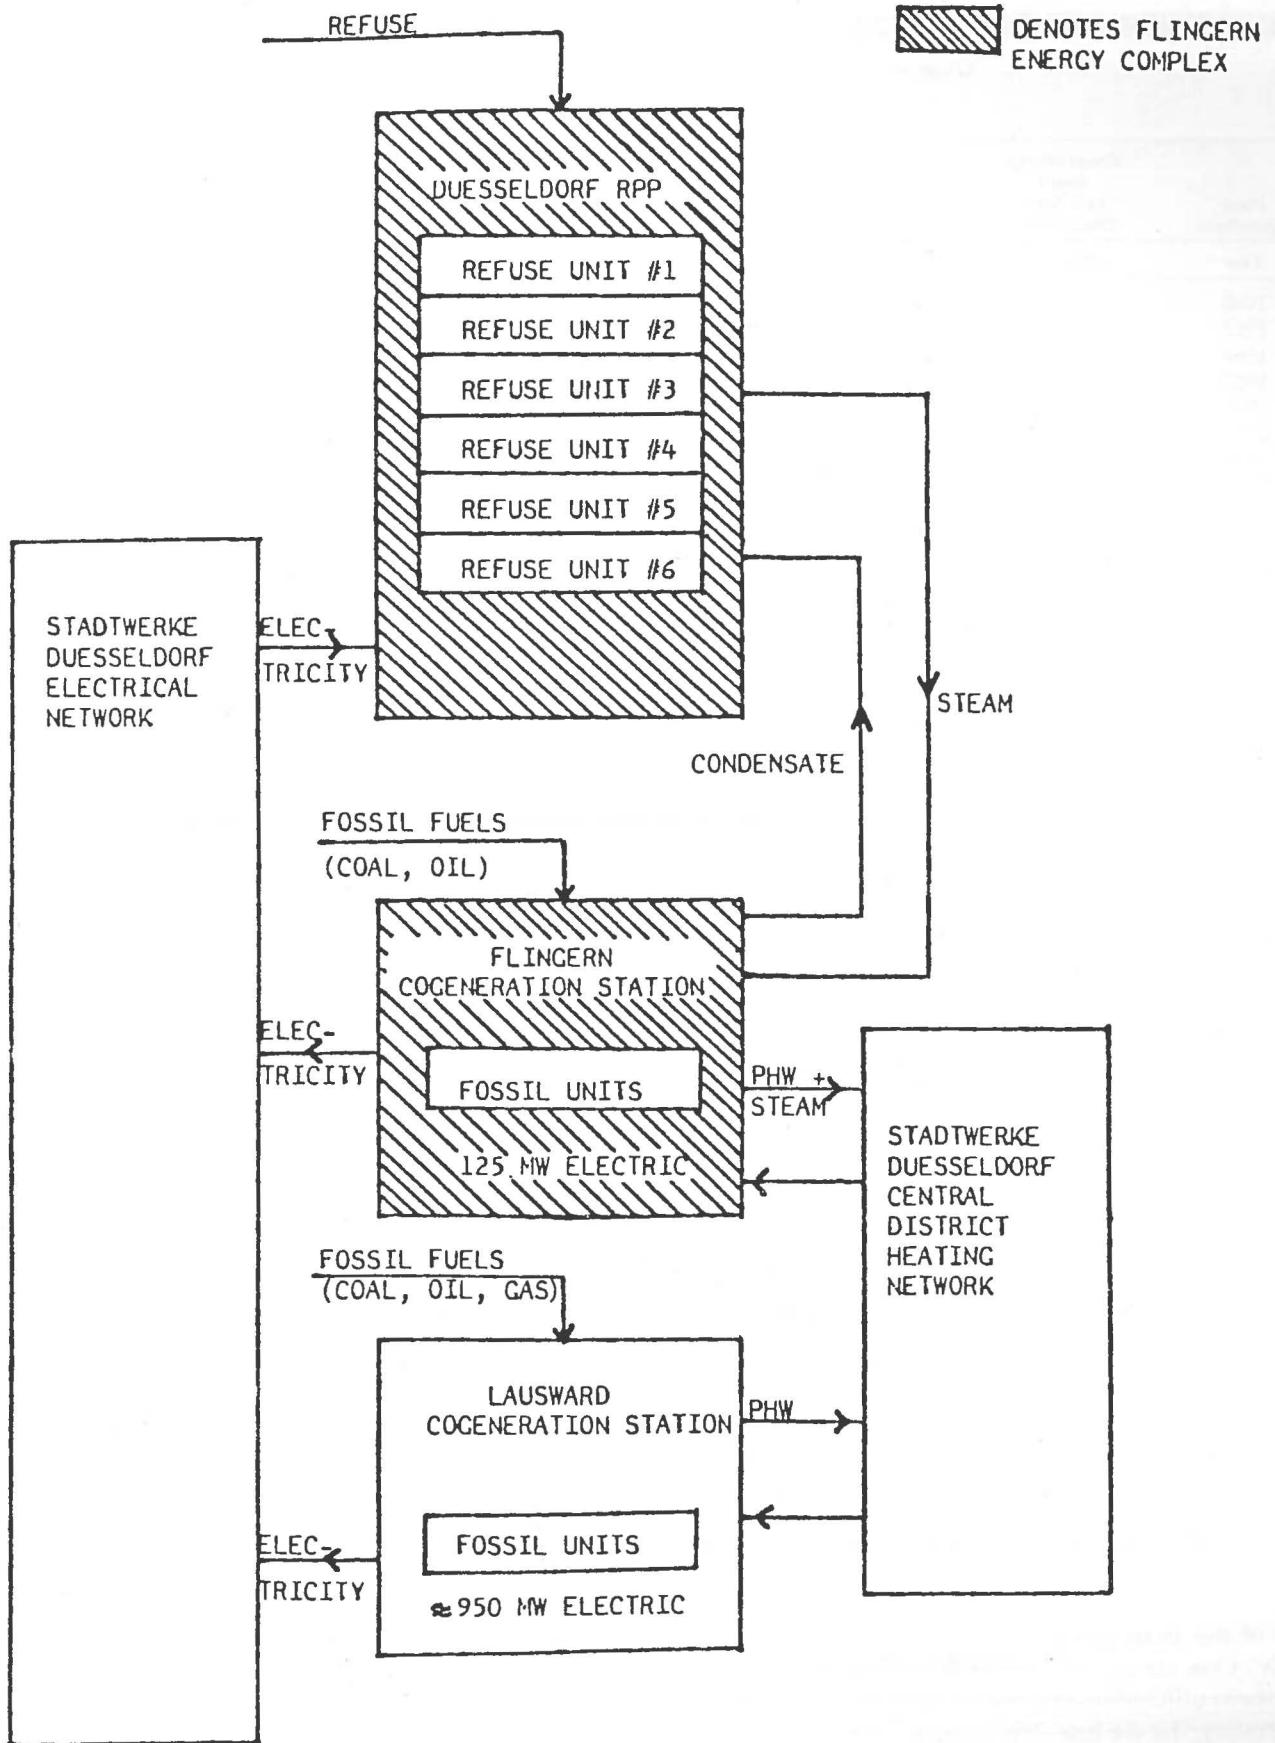 REFUSE
DENOTES FLINGERN
ENERGY COMPLEX
DUESSELDORF RPP
REFUSE UNIT #1
REFUSE UNIT #2
REFUSE UNIT #3
REFUSE UNIT #4
REFUSE UNIT #5
REFUSE UNIT #6
STADTWERKE
DUESSELDORF
ELECTRICAL
NETWORK
ELEC-
TRICITY
STEAM
CONDENSATE
FOSSIL FUELS
(COAL, OIL)
FLINGERN
COGENERATION STATION
FOSSIL UNITS
125 MW ELECTRIC
ELEC-
TRICITY
PHW +
STEAM
STADTWERKE
DUESSELDORF
CENTRAL
DISTRICT
HEATING
NETWORK
FOSSIL FUELS
(COAL, OIL, GAS)
LAUSWARD
COGENERATION STATION
PHW
FOSSIL UNITS
≈950 MW ELECTRIC
ELEC-
TRICITY